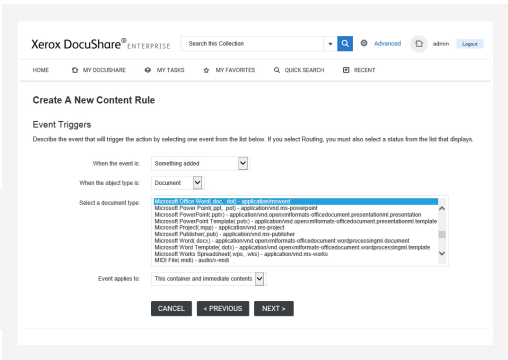 Xerox DocuShare® ENTERPRISE Search this Collection Advanced admin Logout
HOME MY DOCUSHARE MY TASKS MY FAVORITES QUICK SEARCH RECENT
Create A New Content Rule
Event Triggers
Describe the event that will trigger the action by selecting one event from the list below. If you select Routing, you must also select a status from the list that displays.
When the event is: Something added
When the object type is: Document
Select a document type: Microsoft Office Word(.doc, .dot) - application/msword
Microsoft Power Point(.ppt, .pot) - application/vnd.ms-powerpoint
Microsoft PowerPoint(.pptx) - application/vnd.openxmlformats-officedocument.presentationml.presentation
Microsoft PowerPoint Template(.potx) - application/vnd.openxmlformats-officedocument.presentationml.template
Microsoft Project(.mpp) - application/vnd.ms-project
Microsoft Publisher(.pub) - application/vnd.ms-publisher
Microsoft Word(.docx) - application/vnd.openxmlformats-officedocument.wordprocessingml.document
Microsoft Word Template(.dotx) - application/vnd.openxmlformats-officedocument.wordprocessingml.template
Microsoft Works Spreadsheet(.wps, .wks) - application/vnd.ms-works
MIDI File(.midi) - audio/x-midi
Event applies to: This container and immediate contents
CANCEL < PREVIOUS NEXT >